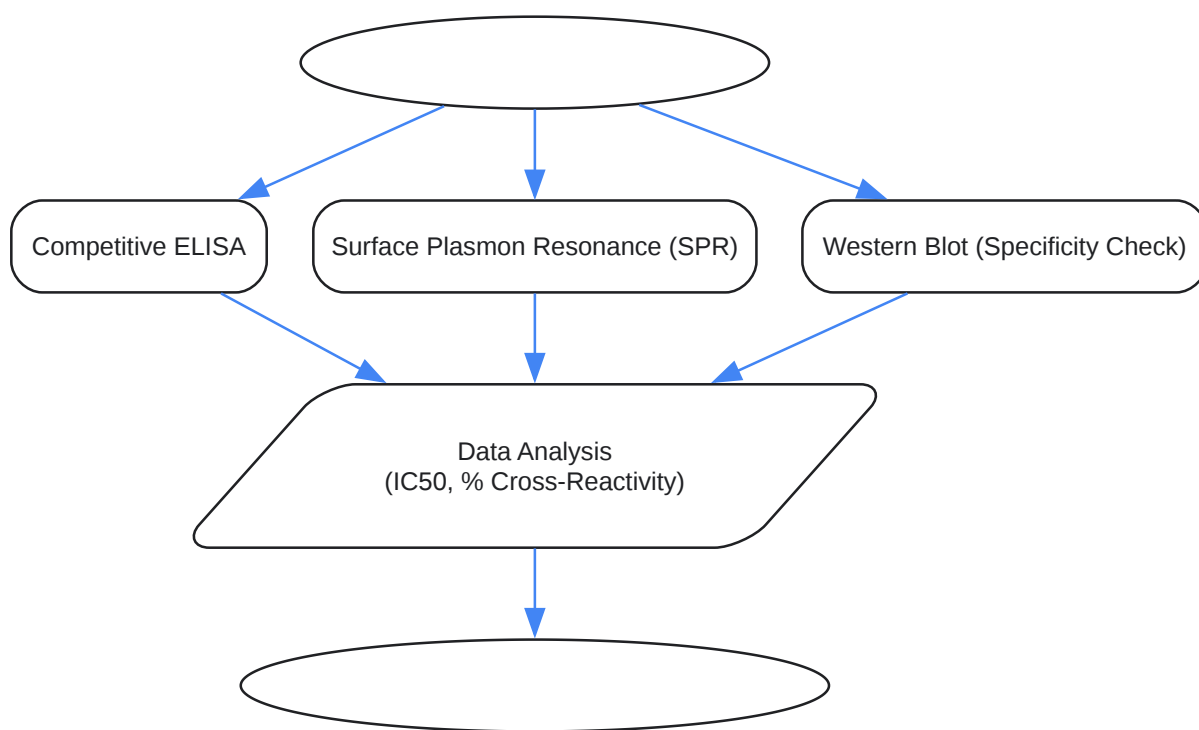 Competitive ELISA
Surface Plasmon Resonance (SPR)
Western Blot (Specificity Check)
Data Analysis
(IC50, % Cross-Reactivity)